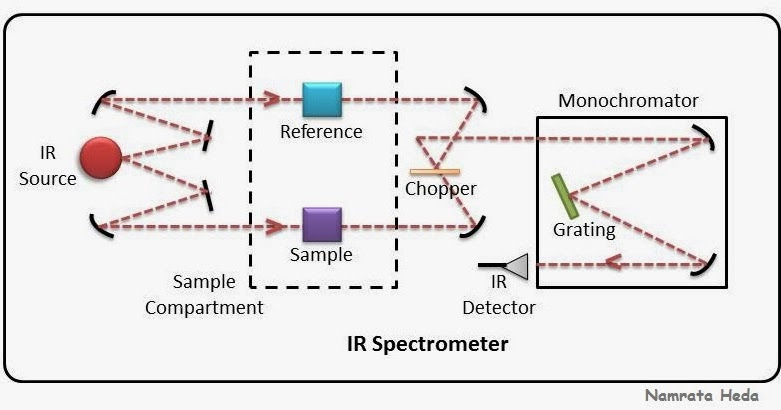 Monochromator
Reference
IR
Source
Chopper
Grating
Sample
Sample
Compartment
IR
Detector
IR Spectrometer
Namrata Heda